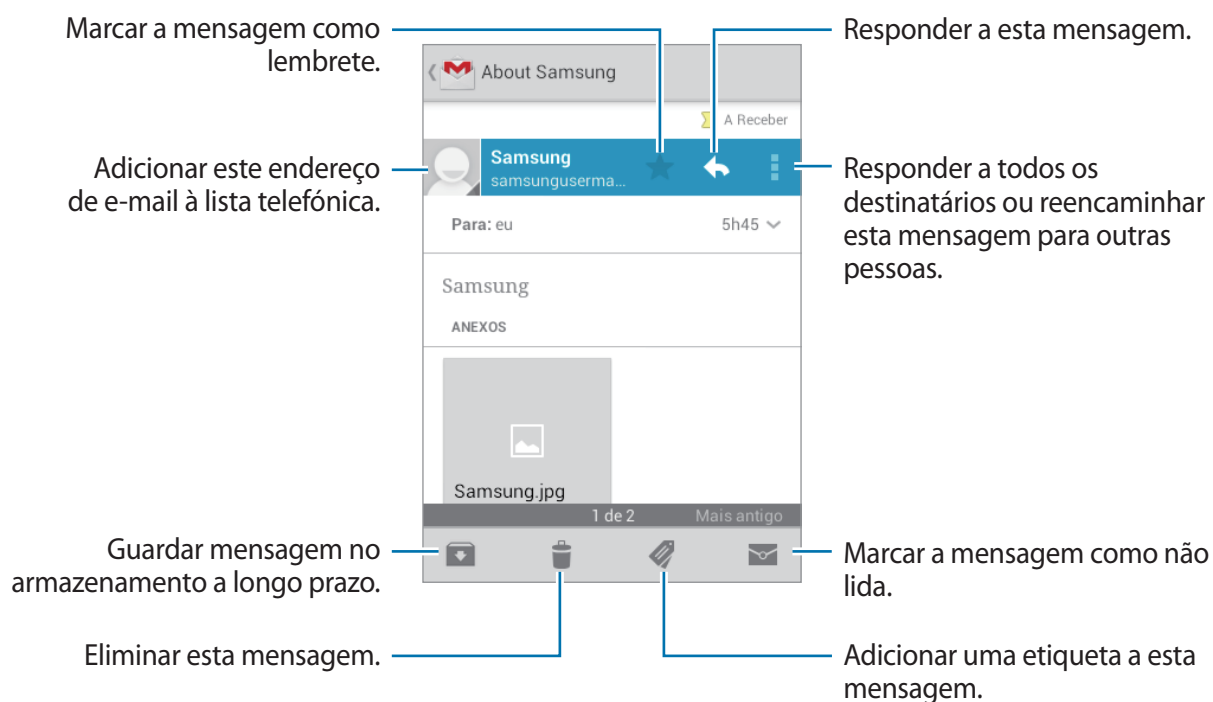 Marcar a mensagem como
lembrete.
Responder a esta mensagem.
About Samsung
A Receber
Adicionar este endereço
de e-mail à lista telefónica.
Samsung
samsunguserma...
Responder a todos os
destinatários ou reencaminhar
esta mensagem para outras
pessoas.
Para: eu
5h45
Samsung
ANEXOS
Samsung.jpg
1 de 2
Mais antigo
Guardar mensagem no
armazenamento a longo prazo.
Marcar a mensagem como não
lida.
Eliminar esta mensagem.
Adicionar uma etiqueta a esta
mensagem.